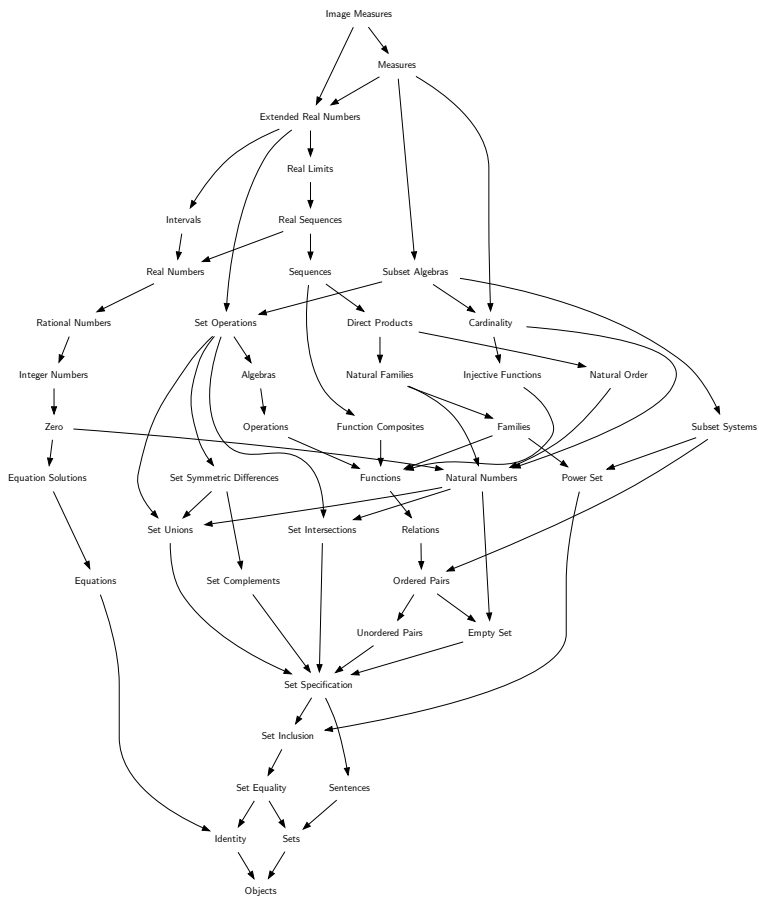 Image Measures
Measures
Extended Real Numbers
Real Limits
Intervals
Real Sequences
Real Numbers
Sequences
Subset Algebras
Rational Numbers
Set Operations
Direct Products
Cardinality
Integer Numbers
Algebras
Natural Families
Injective Functions
Natural Order
Zero
Operations
Function Composites
Families
Subset Systems
Equation Solutions
Set Symmetric Differences
Functions
Natural Numbers
Power Set
Set Unions
Set Intersections
Relations
Equations
Set Complements
Ordered Pairs
Unordered Pairs
Empty Set
Set Specification
Set Inclusion
Set Equality
Sentences
Identity
Sets
Objects